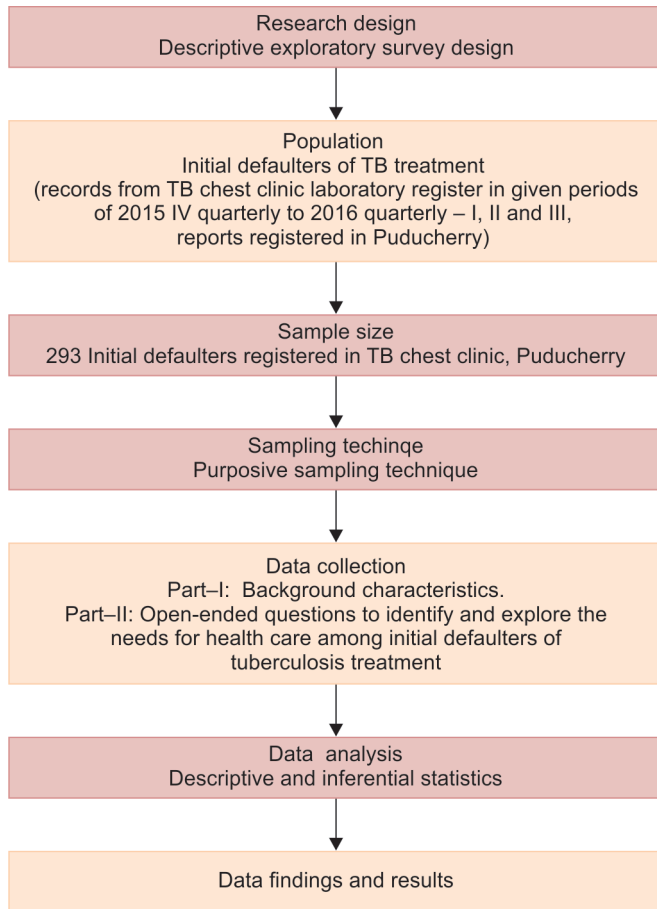 Research design
Descriptive exploratory survey design
Population
Initial defaulters of TB treatment
(records from TB chest clinic laboratory register in given periods
of 2015 IV quarterly to 2016 quarterly – I, II and III,
reports registered in Puducherry)
Sample size
293 Initial defaulters registered in TB chest clinic, Puducherry
Sampling techinqe
Purposive sampling technique
Data collection
Part–I: Background characteristics.
Part–II: Open-ended questions to identify and explore the
needs for health care among initial defaulters of
tuberculosis treatment
Data analysis
Descriptive and inferential statistics
Data findings and results